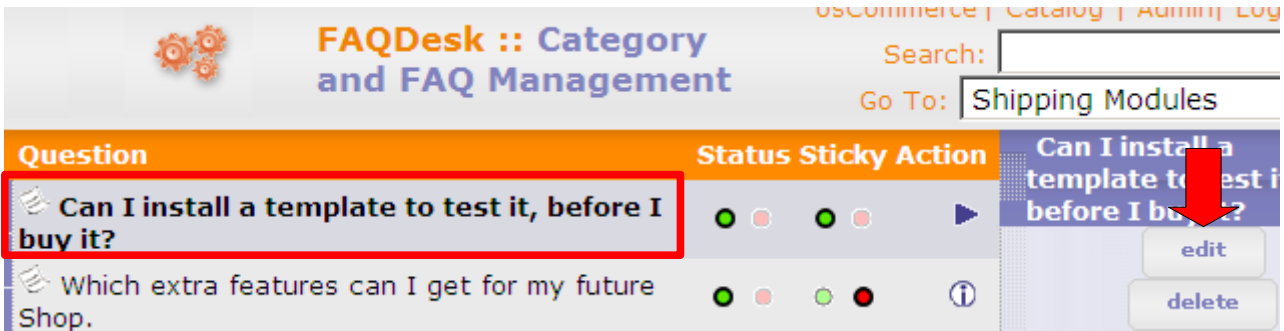 osCommerce | Catalog | Admin| Log
FAQDesk :: Category
and FAQ Management
Search:
Go To: Shipping Modules
Question Status Sticky Action
Can I install a template to test it, before I
buy it?
Which extra features can I get for my future
Shop.
Can I install a
template to test it
before I buy it?
edit
delete